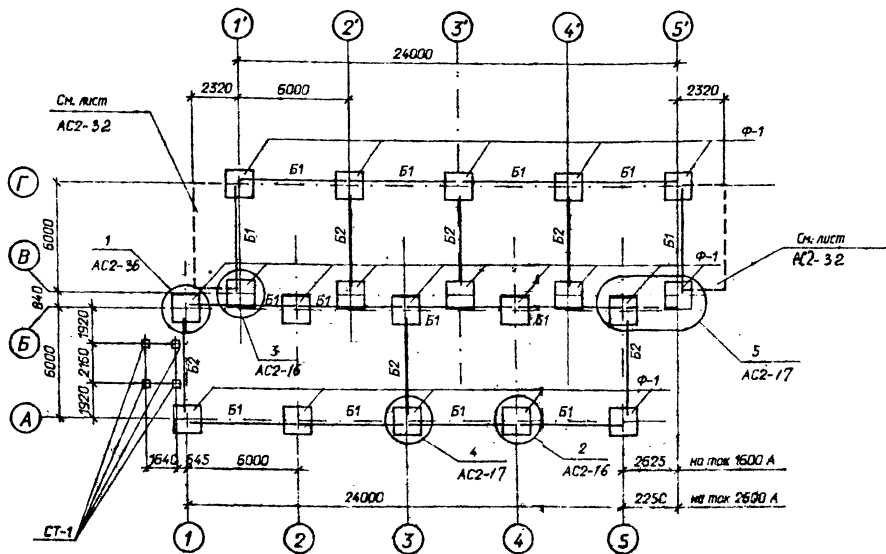 1' 2' 3' 4' 5'
24000
2320 6000 2320
См. лист
АС2-32
Ф-1
Б1 Б1 Б1 Б1
Г
6000
Б1 Б2 Б2 Б2 Б1
См. лист
АС2-32
1
АС2-36
Ф-1
В
840
Б1 Б1 Б1 Б1
Б
1920
3
АС2-16
5
АС2-17
6000
2160
Б2 Б2 Б2
1920
Ф-1
А
Б1 Б1 Б1 Б1
4
АС2-17
2
АС2-16
1640 645 6000
2625 на ток 1600 А
24000
2250 на ток 2600 А
СТ-1
1 2 3 4 5